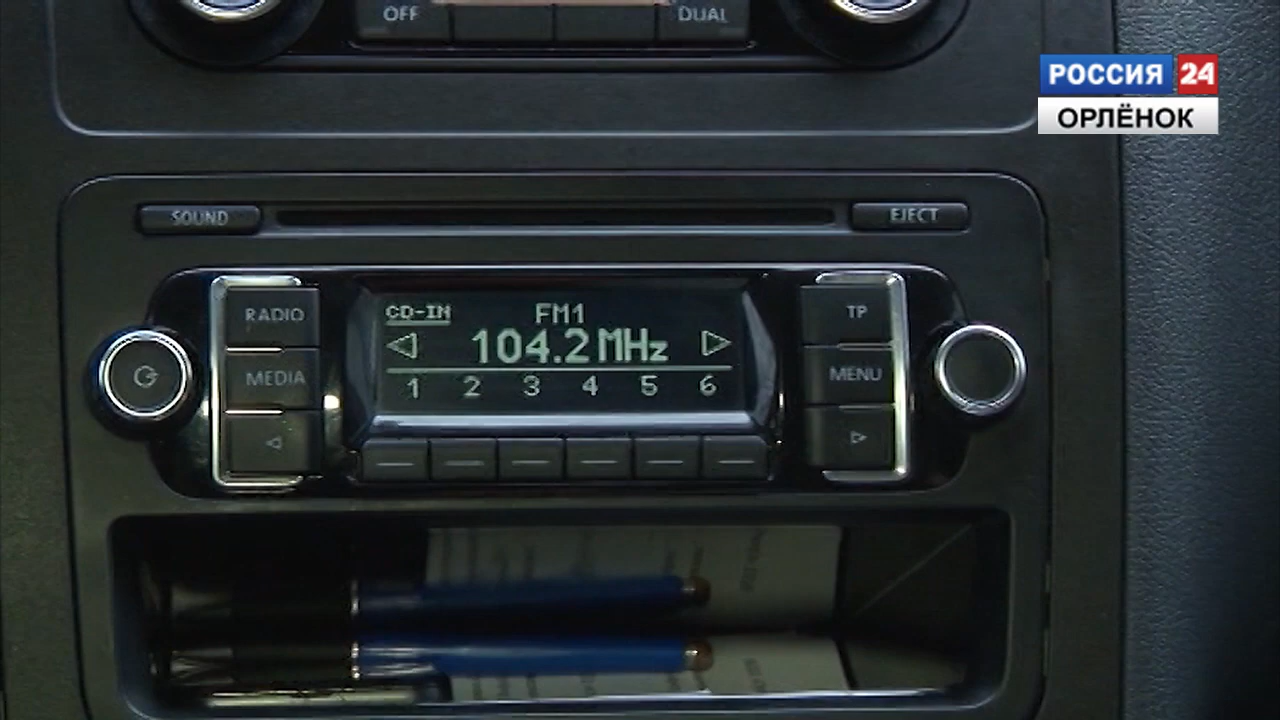 OFF
DUAL
РОССИЯ 24
ОРЛЁНОК
SOUND
EJECT
RADIO
CD-IN
FM1
TP
104.2 MHz
MEDIA
MENU
1 2 3 4 5 6